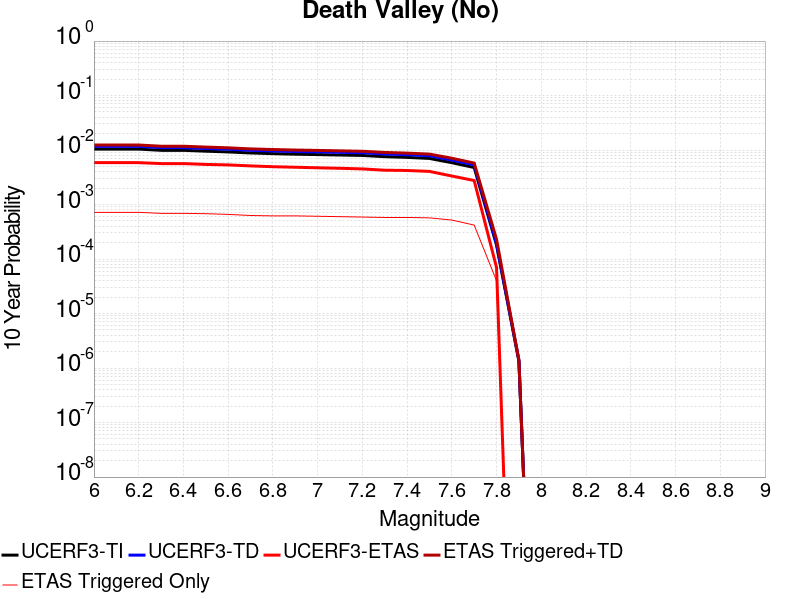 Death Valley (No)
10^0
10^-1
10^-2
10^-3
10^-4
10^-5
10^-6
10^-7
10^-8
10 Year Probability
6 6.2 6.4 6.6 6.8 7 7.2 7.4 7.6 7.8 8 8.2 8.4 8.6 8.8 9
Magnitude
UCERF3-TI UCERF3-TD UCERF3-ETAS ETAS Triggered+TD
ETAS Triggered Only